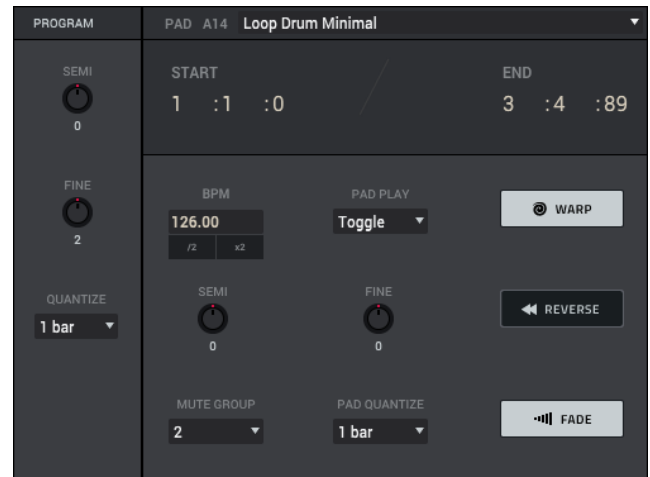 PROGRAM
PAD A14 Loop Drum Minimal
SEMI
0
FINE
2
QUANTIZE
1 bar
START
1 :1 :0
END
3 :4 :89
BPM
126.00
/2 x2
PAD PLAY
Toggle
WARP
SEMI
0
FINE
0
REVERSE
MUTE GROUP
2
PAD QUANTIZE
1 bar
FADE